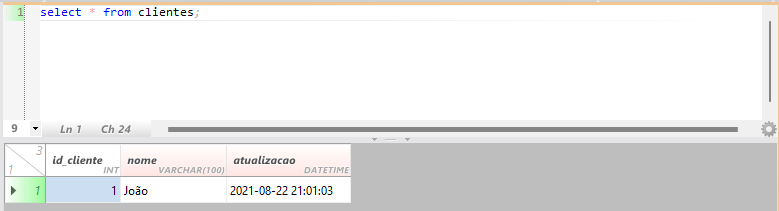 1 select * from clientes;
9 Ln 1 Ch 24
3 1 id_cliente INT nome VARCHAR(100) atualizacao DATETIME
1 1 João 2021-08-22 21:01:03